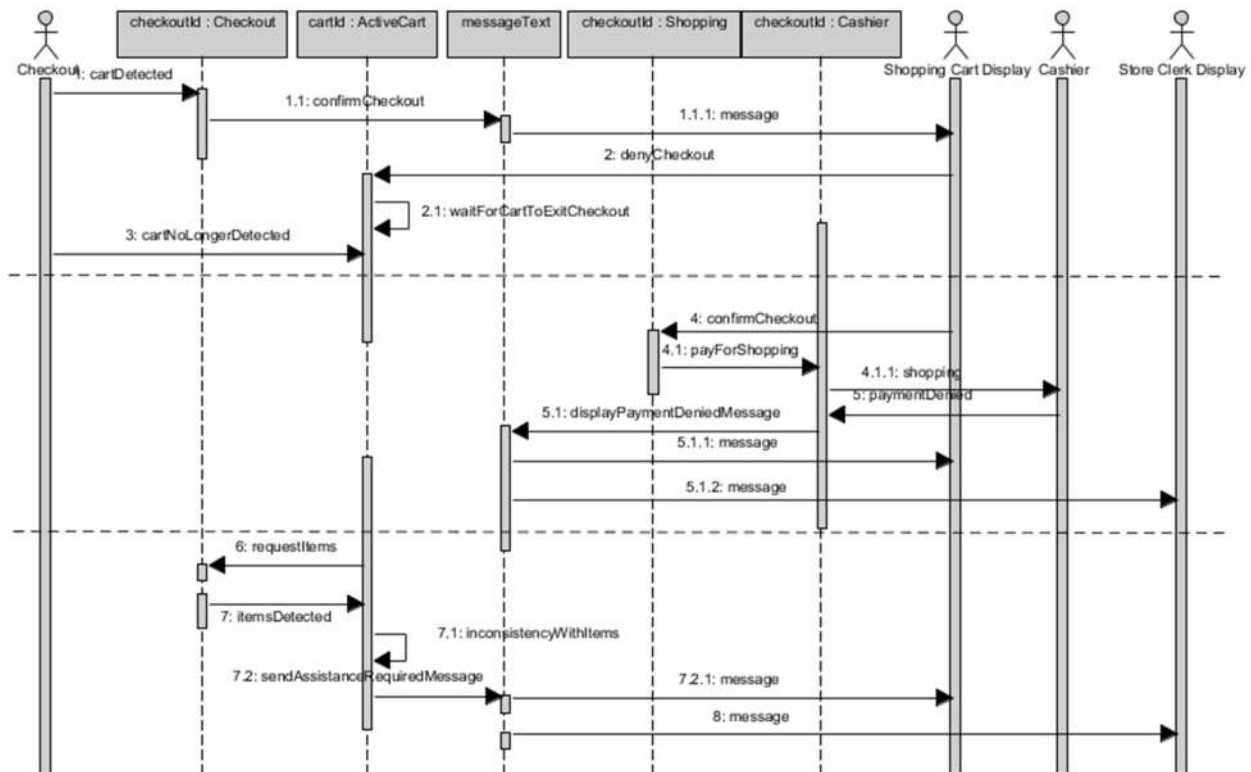 checkoutId : Checkout
cartId : ActiveCart
messageText
checkoutId : Shopping
checkoutId : Cashier
Checkout
Shopping Cart Display
Cashier
Store Clerk Display
1: cartDetected
1.1: confirmCheckout
1.1.1: message
2: denyCheckout
2.1: waitForCartToExitCheckout
3: cartNoLongerDetected
4: confirmCheckout
4.1: payForShopping
4.1.1: shopping
5: paymentDenied
5.1: displayPaymentDeniedMessage
5.1.1: message
5.1.2: message
6: requestItems
7: itemsDetected
7.1: inconsistencyWithItems
7.2: sendAssistanceRequiredMessage
7.2.1: message
8: message